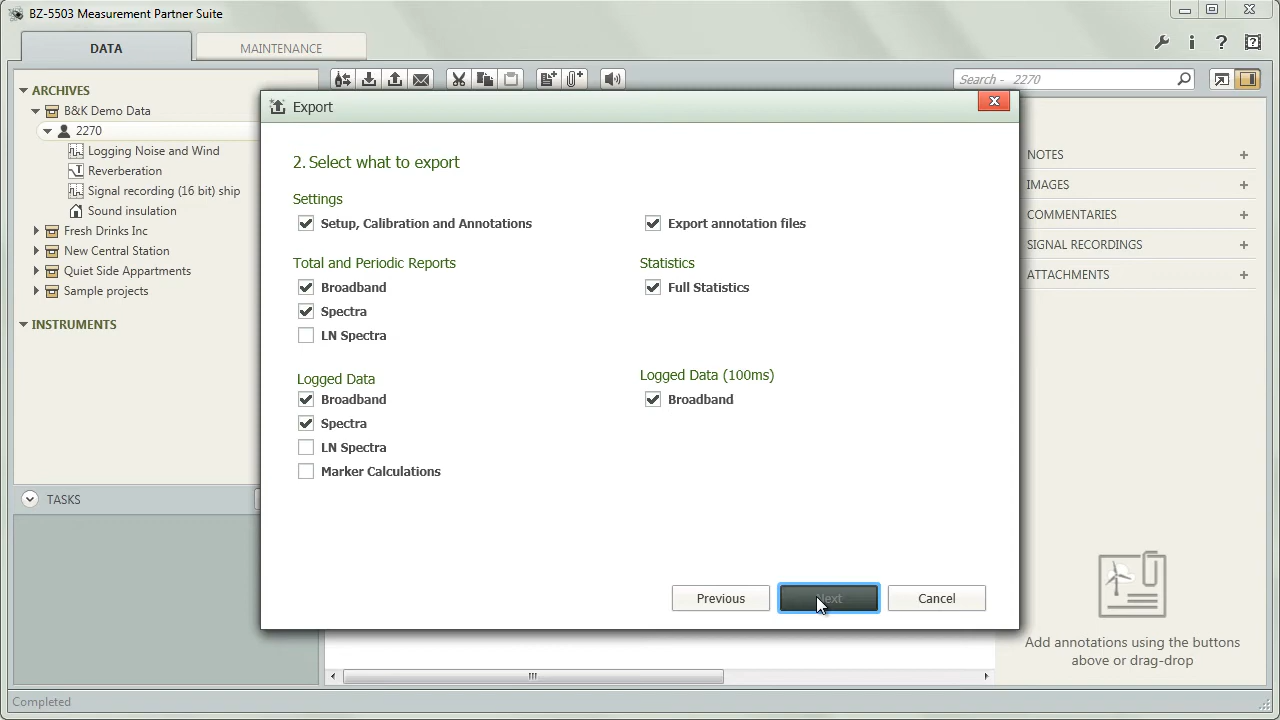 BZ-5503 Measurement Partner Suite
DATA
MAINTENANCE
Search - 2270
ARCHIVES
B&K Demo Data
2270
Logging Noise and Wind
Reverberation
Signal recording (16 bit) ship
Sound insulation
Fresh Drinks Inc
New Central Station
Quiet Side Appartments
Sample projects
INSTRUMENTS
TASKS
Export
2. Select what to export
Settings
Setup, Calibration and Annotations
Export annotation files
Total and Periodic Reports
Statistics
Broadband
Full Statistics
Spectra
LN Spectra
Logged Data
Logged Data (100ms)
Broadband
Broadband
Spectra
LN Spectra
Marker Calculations
Previous
Next
Cancel
NOTES
IMAGES
COMMENTARIES
SIGNAL RECORDINGS
ATTACHMENTS
Add annotations using the buttons
above or drag-drop
Completed